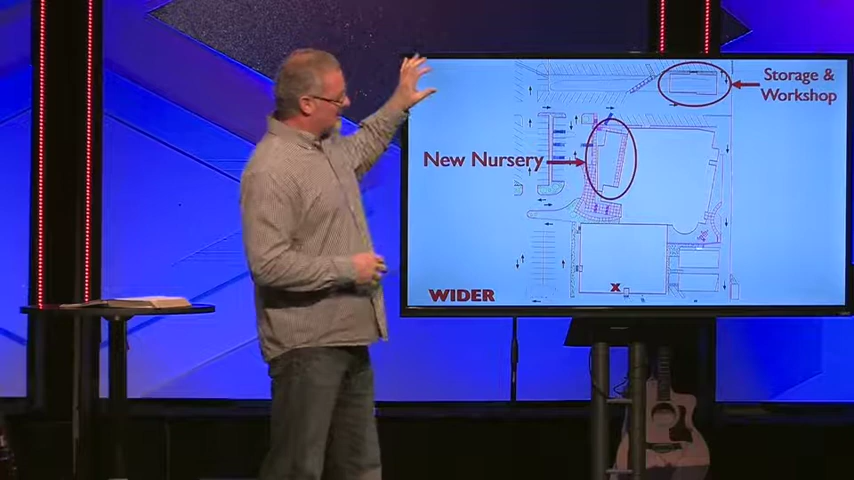 Storage &
Workshop
New Nursery
X
WIDER